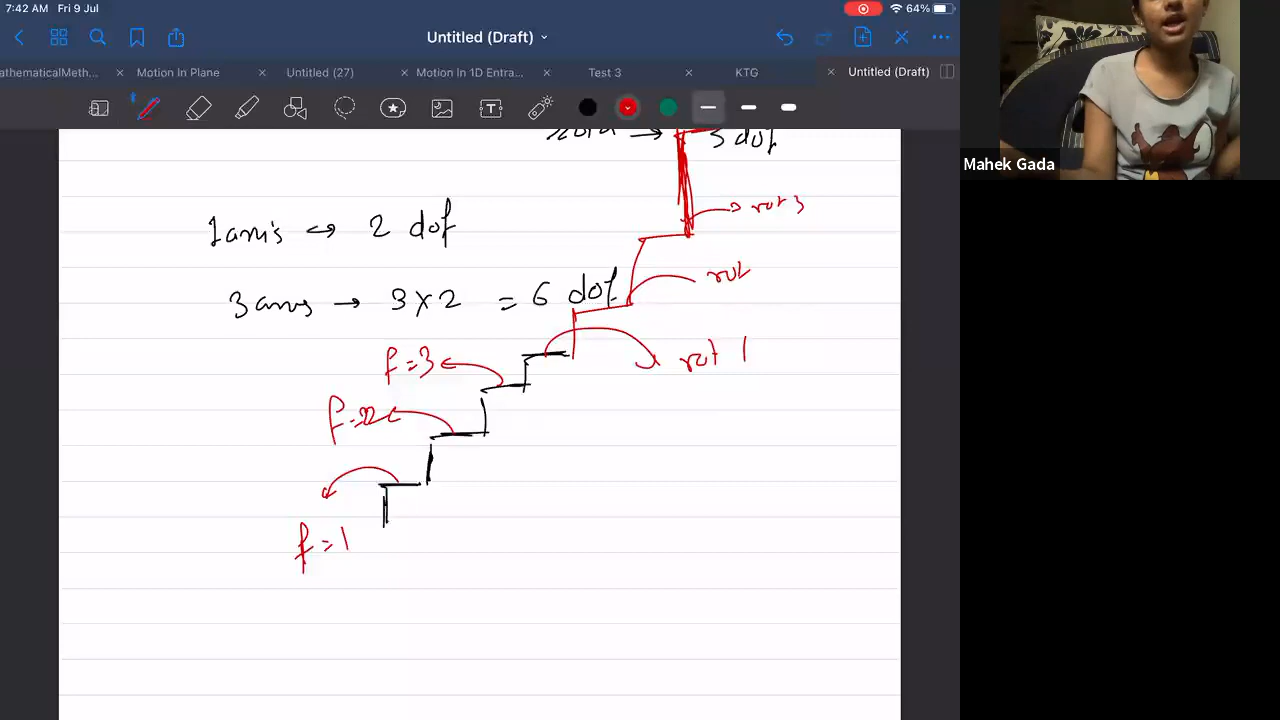 7:42 AM Fri 9 Jul
64%
Untitled (Draft)
athematicalMeth...
Motion In Plane
Untitled (27)
Motion In 1D Entra...
Test 3
KTG
Untitled (Draft)
Mahek Gada
→ 3 dof
→ rot 3
1 axis ↔ 2 dof
rot
3 axis → 3 X 2 = 6 dof
f = 3
rot 1
f = 2
f = 1